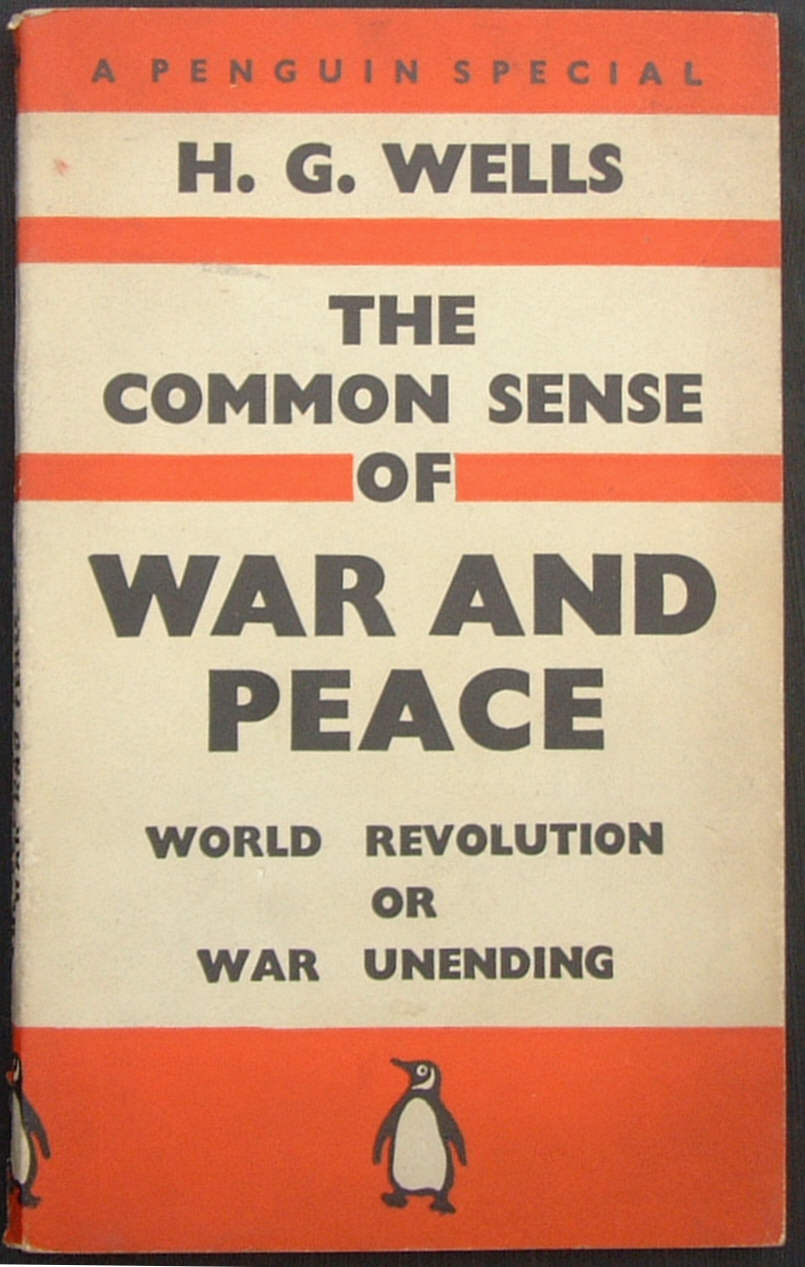 A PENGUIN SPECIAL
H. G. WELLS
THE
COMMON SENSE
OF
WAR AND
PEACE
WORLD REVOLUTION
OR
WAR UNENDING